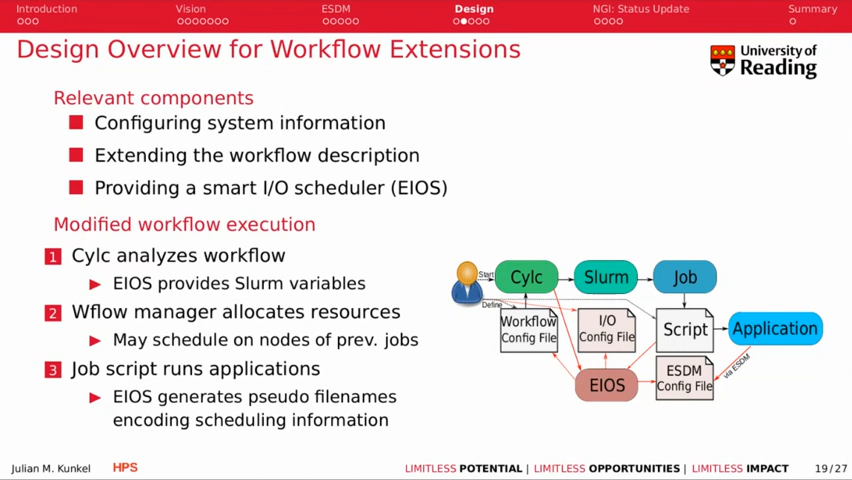 Introduction
Vision
ESDM
Design
NGI: Status Update
Summary
Design Overview for Workflow Extensions
University of
Reading
Relevant components
Configuring system information
Extending the workflow description
Providing a smart I/O scheduler (EIOS)
Modified workflow execution
1 Cylc analyzes workflow
EIOS provides Slurm variables
2 Wflow manager allocates resources
May schedule on nodes of prev. jobs
3 Job script runs applications
EIOS generates pseudo filenames
encoding scheduling information
Start
Cylc
Slurm
Job
Define
Workflow
Config File
I/O
Config File
Script
Application
EIOS
ESDM
Config File
via ESDM
Julian M. Kunkel
HPS
LIMITLESS POTENTIAL | LIMITLESS OPPORTUNITIES | LIMITLESS IMPACT
19/27